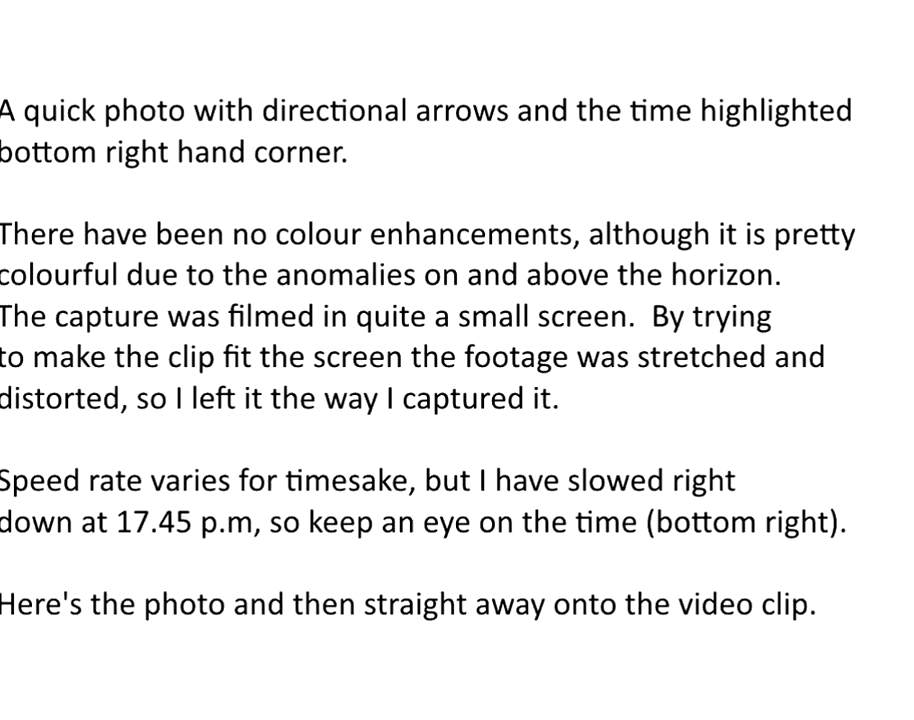 A quick photo with directional arrows and the time highlighted
bottom right hand corner.
There have been no colour enhancements, although it is pretty
colourful due to the anomalies on and above the horizon.
The capture was filmed in quite a small screen.  By trying
to make the clip fit the screen the footage was stretched and
distorted, so I left it the way I captured it.
Speed rate varies for timesake, but I have slowed right
down at 17.45 p.m, so keep an eye on the time (bottom right).
Here's the photo and then straight away onto the video clip.